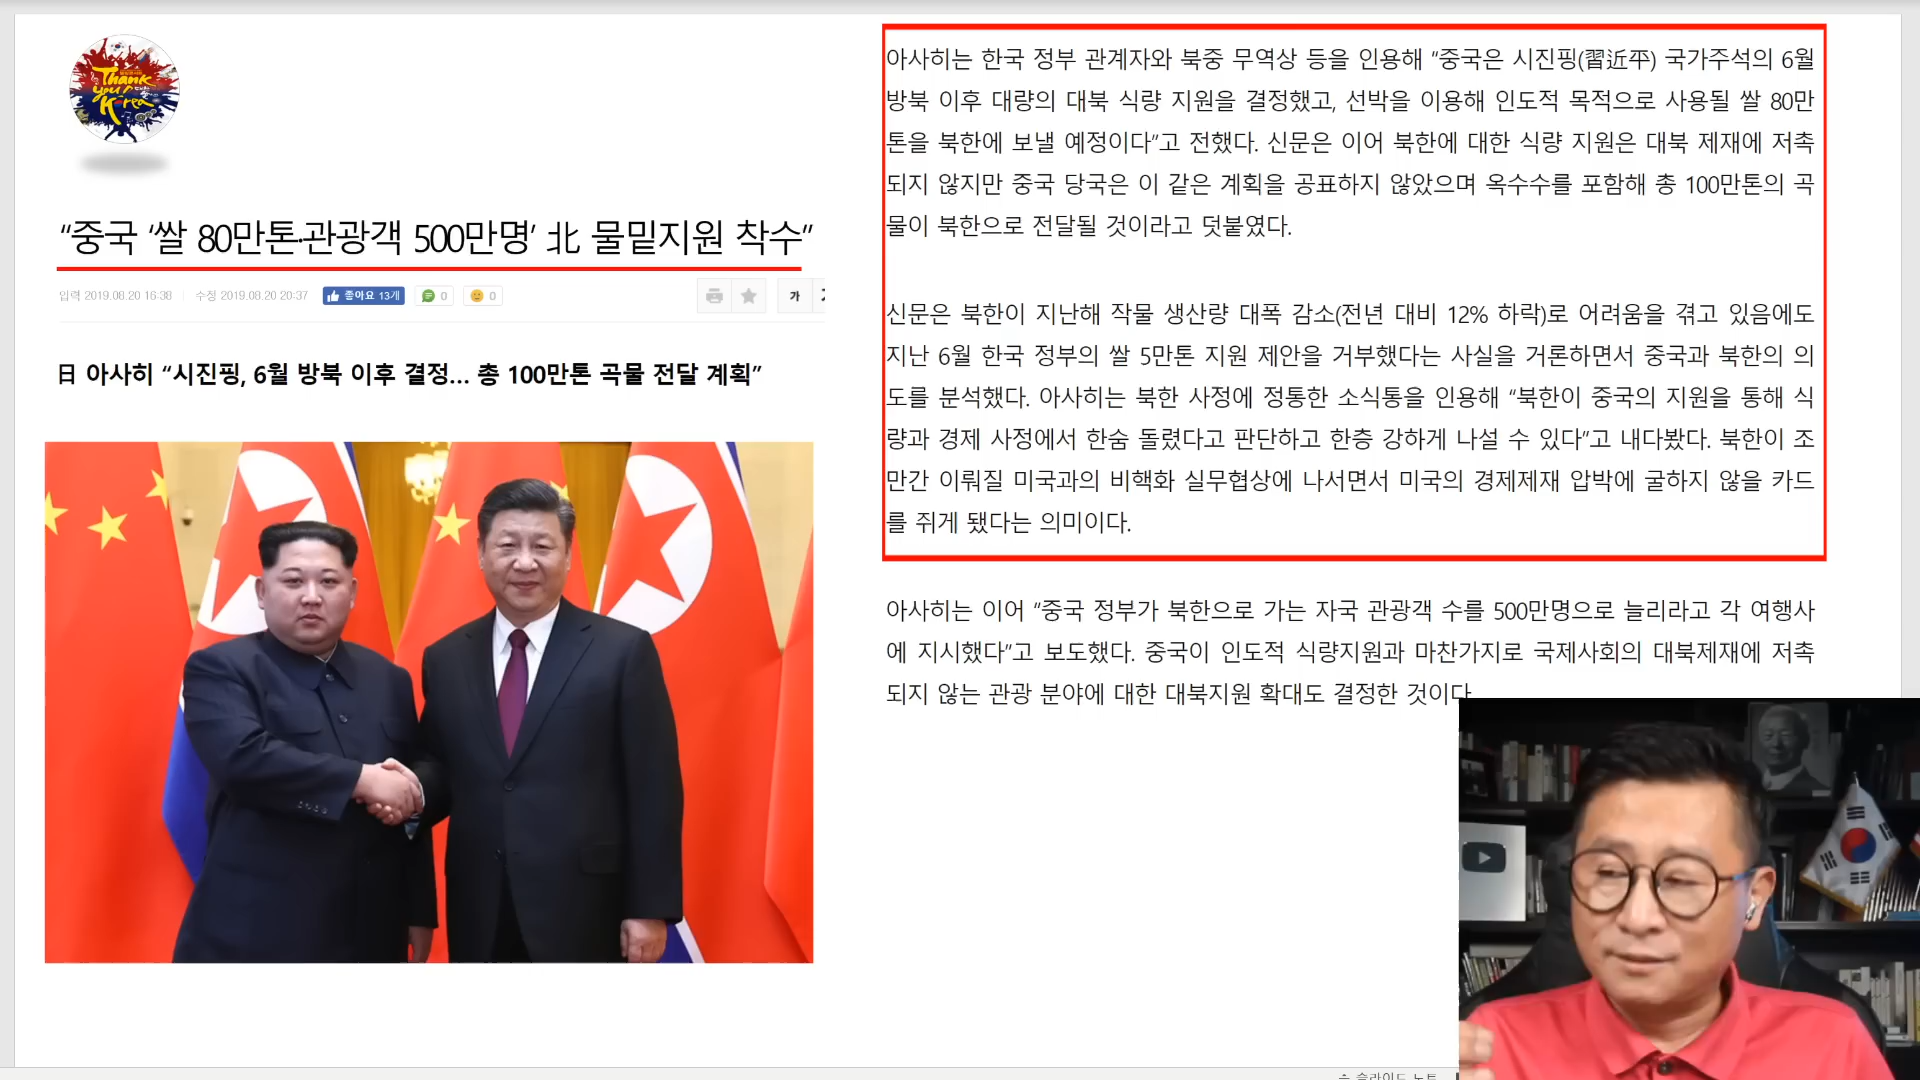 Thank
you!
Korea
“중국 ‘쌀 80만톤·관광객 500만명’ 北 물밑지원 착수”
입력 2019.08.20 16:38 수정 2019.08.20 20:37 좋아요 13개 0 0 가
日 아사히 “시진핑, 6월 방북 이후 결정… 총 100만톤 곡물 전달 계획”
아사히는 한국 정부 관계자와 북중 무역상 등을 인용해 “중국은 시진핑(習近平) 국가주석의 6월
방북 이후 대량의 대북 식량 지원을 결정했고, 선박을 이용해 인도적 목적으로 사용될 쌀 80만
톤을 북한에 보낼 예정이다”고 전했다. 신문은 이어 북한에 대한 식량 지원은 대북 제재에 저촉
되지 않지만 중국 당국은 이 같은 계획을 공표하지 않았으며 옥수수를 포함해 총 100만톤의 곡
물이 북한으로 전달될 것이라고 덧붙였다.
신문은 북한이 지난해 작물 생산량 대폭 감소(전년 대비 12% 하락)로 어려움을 겪고 있음에도
지난 6월 한국 정부의 쌀 5만톤 지원 제안을 거부했다는 사실을 거론하면서 중국과 북한의 의
도를 분석했다. 아사히는 북한 사정에 정통한 소식통을 인용해 “북한이 중국의 지원을 통해 식
량과 경제 사정에서 한숨 돌렸다고 판단하고 한층 강하게 나설 수 있다”고 내다봤다. 북한이 조
만간 이뤄질 미국과의 비핵화 실무협상에 나서면서 미국의 경제제재 압박에 굴하지 않을 카드
를 쥐게 됐다는 의미이다.
아사히는 이어 “중국 정부가 북한으로 가는 자국 관광객 수를 500만명으로 늘리라고 각 여행사
에 지시했다”고 보도했다. 중국이 인도적 식량지원과 마찬가지로 국제사회의 대북제재에 저촉
되지 않는 관광 분야에 대한 대북지원 확대도 결정한 것이다
슬라이드 노트